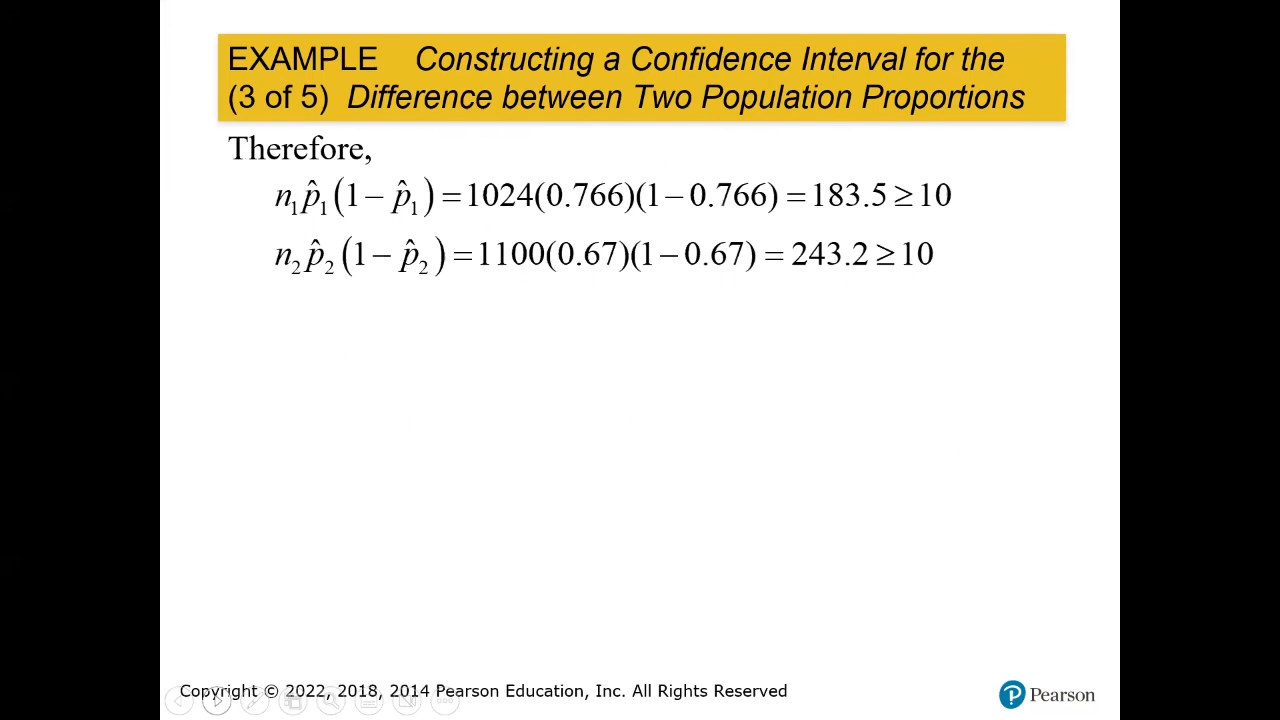 EXAMPLE Constructing a Confidence Interval for the
(3 of 5) Difference between Two Population Proportions
Therefore,
n₁p̂₁(1 − p̂₁) = 1024(0.766)(1 − 0.766) = 183.5 ≥ 10
n₂p̂₂(1 − p̂₂) = 1100(0.67)(1 − 0.67) = 243.2 ≥ 10
Copyright © 2022, 2018, 2014 Pearson Education, Inc. All Rights Reserved
P Pearson